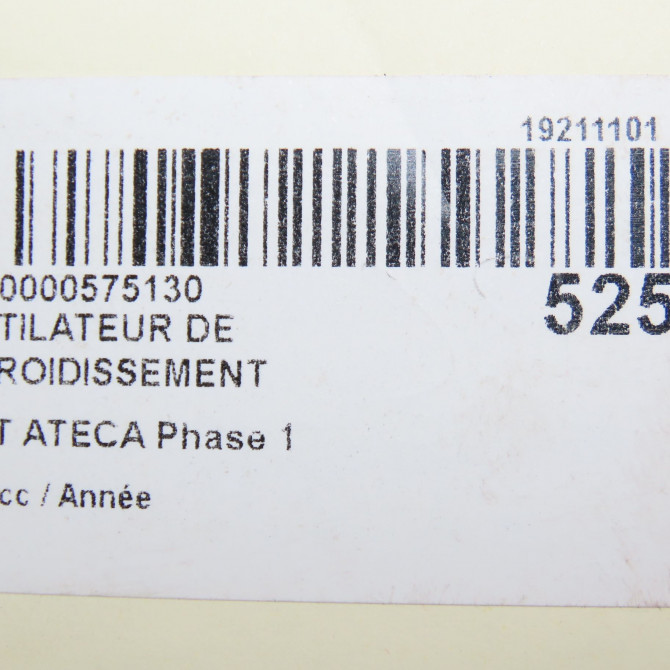 19211101
0000575130
525
TILATEUR DE
ROIDISSEMENT
T ATECA Phase 1
cc / Année